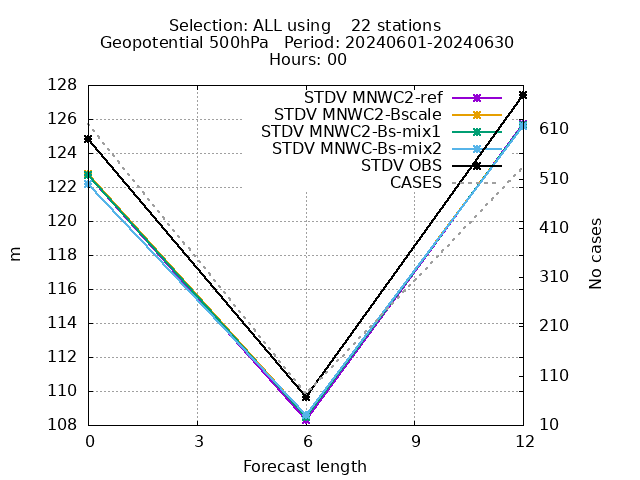 Selection: ALL using    22 stations
Geopotential 500hPa   Period: 20240601-20240630
Hours: 00
STDV MNWC2-ref
STDV MNWC2-Bscale
STDV MNWC2-Bs-mix1
STDV MNWC-Bs-mix2
STDV OBS
CASES
128
126
124
122
120
118
116
114
112
110
108
m
610
510
410
310
210
110
10
No cases
0 3 6 9 12
Forecast length